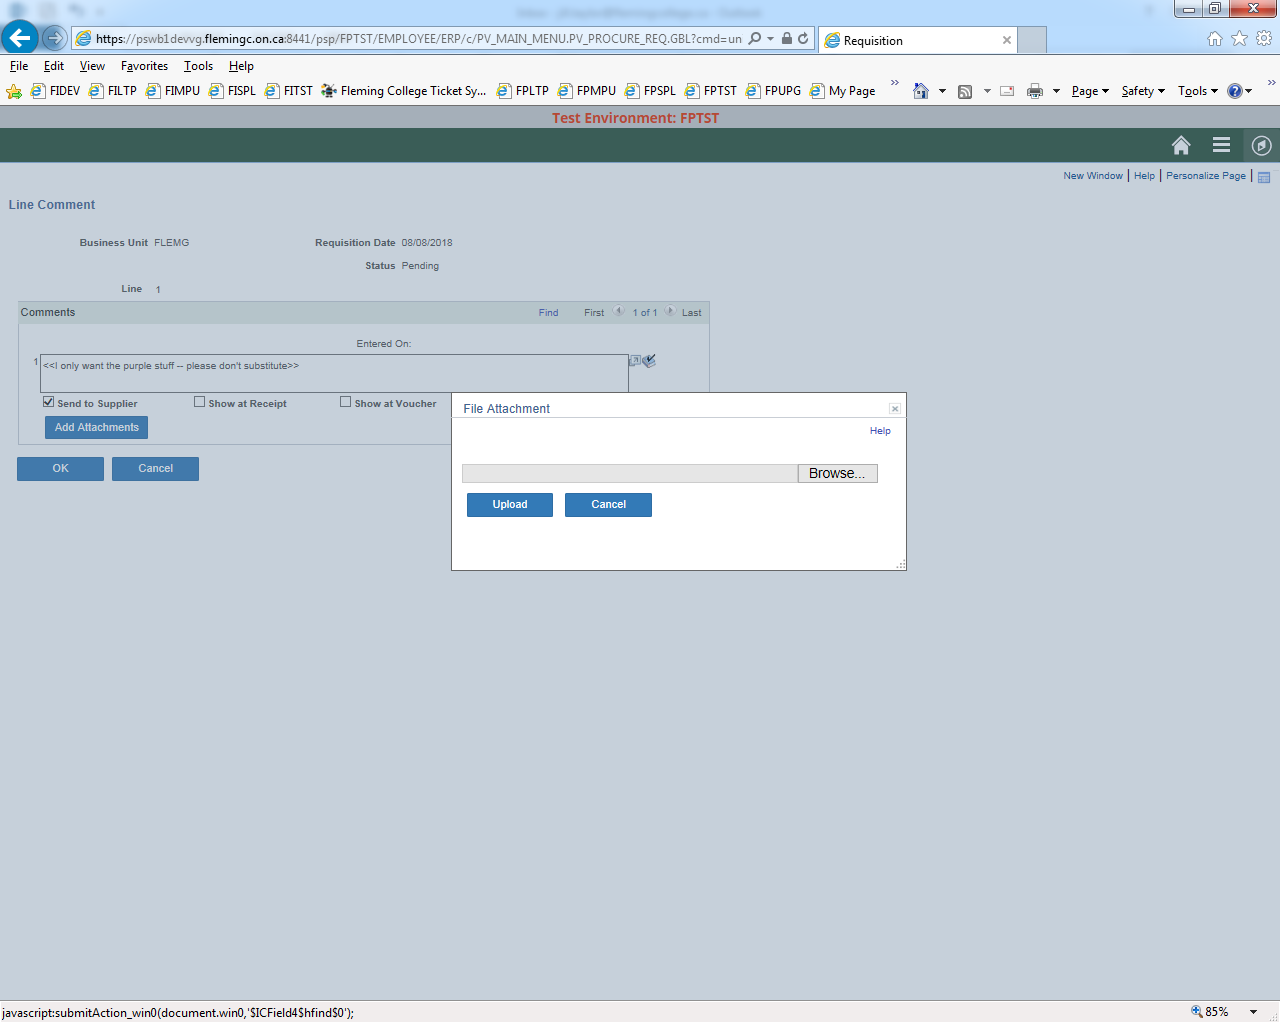 https://pswb1devvg.flemingc.on.ca:8441/psp/FPTST/EMPLOYEE/ERP/c/PV_MAIN_MENU.PV_PROCURE_REQ.GBL?cmd=un
Requisition
File Edit View Favorites Tools Help
FIDEV FILTP FIMPU FISPL FITST Fleming College Ticket Sy... FPLTP FPMPU FPSPL FPTST FPUPG My Page » Page Safety Tools »
Test Environment: FPTST
New Window | Help | Personalize Page |
Line Comment
Business Unit FLEMG Requisition Date 08/08/2018
Status Pending
Line 1
Comments Find First 1 of 1 Last
Entered On:
1 <<I only want the purple stuff -- please don't substitute>>
Send to Supplier Show at Receipt Show at Voucher
Add Attachments
OK Cancel
File Attachment
Help
Browse...
Upload Cancel
javascript:submitAction_win0(document.win0,'$ICField4$hfind$0');
85%